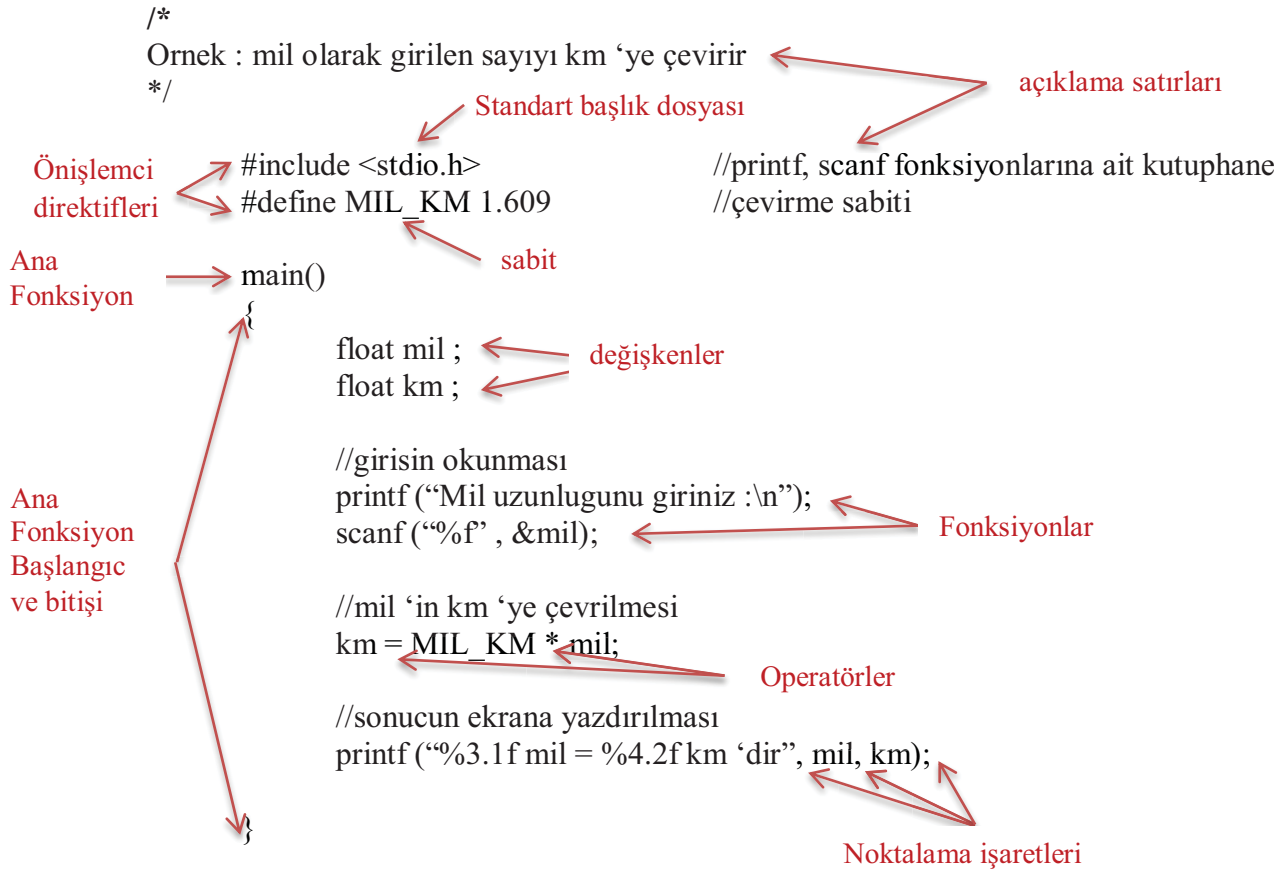 /*
Ornek : mil olarak girilen sayıyı km ‘ye çevirir
*/
açıklama satırları
Standart başlık dosyası
Önişlemci
direktifleri
#include <stdio.h>
//printf, scanf fonksiyonlarına ait kutuphane
#define MIL_KM 1.609
//çevirme sabiti
sabit
Ana
Fonksiyon
main()
{
float mil ;
float km ;
değişkenler
//girisin okunması
printf (“Mil uzunlugunu giriniz :\n”);
scanf (“%f” , &mil);
Fonksiyonlar
Ana
Fonksiyon
Başlangıc
ve bitişi
//mil ‘in km ‘ye çevrilmesi
km = MIL_KM * mil;
Operatörler
//sonucun ekrana yazdırılması
printf (“%3.1f mil = %4.2f km ‘dir”, mil, km);
}
Noktalama işaretleri